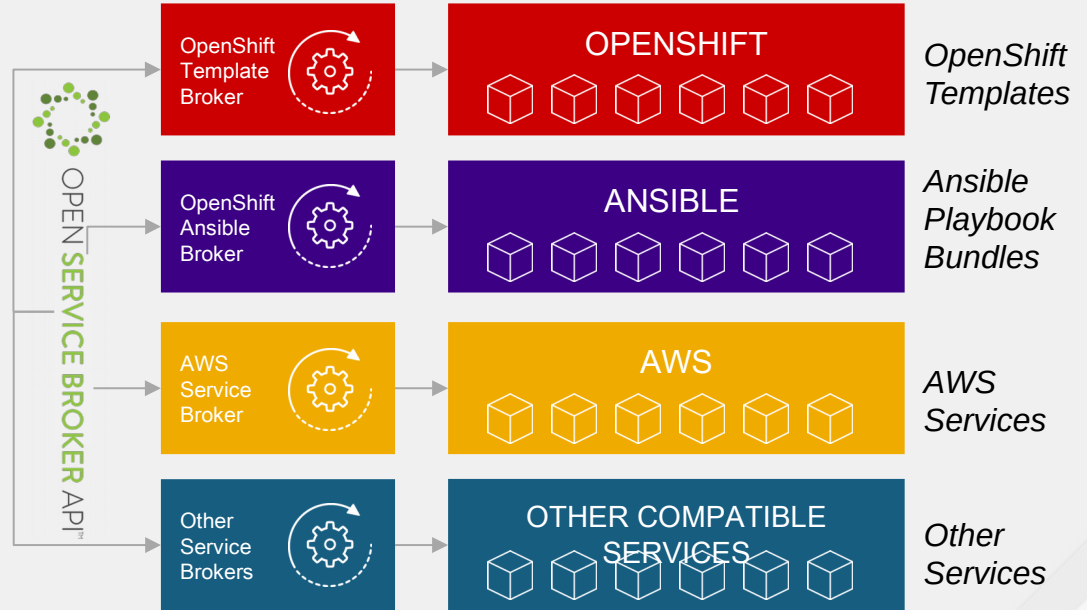 OPEN SERVICE BROKER API™
OpenShift
Template
Broker
OPENSHIFT
OpenShift
Templates
OpenShift
Ansible
Broker
ANSIBLE
Ansible
Playbook
Bundles
AWS
Service
Broker
AWS
AWS
Services
Other
Service
Brokers
OTHER COMPATIBLE
SERVICES
Other
Services